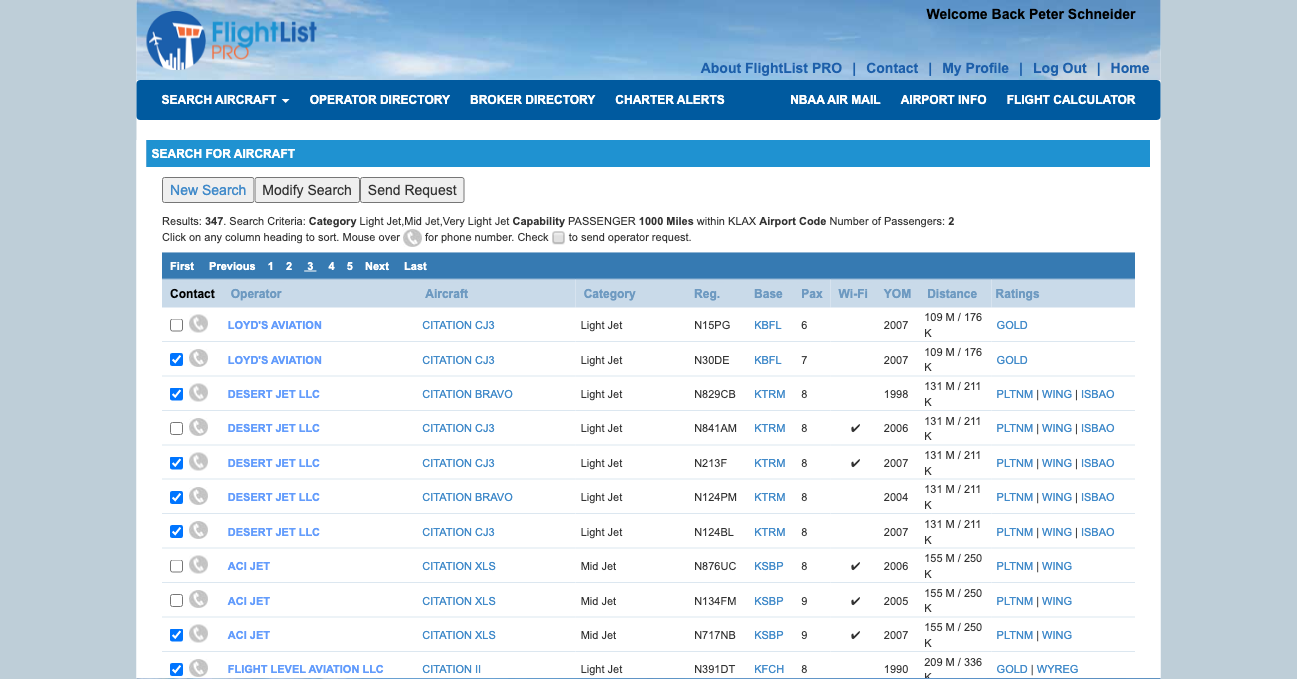 Welcome Back Peter Schneider
FlightList
PRO
About FlightList PRO | Contact | My Profile | Log Out | Home
SEARCH AIRCRAFT OPERATOR DIRECTORY BROKER DIRECTORY CHARTER ALERTS NBAA AIR MAIL AIRPORT INFO FLIGHT CALCULATOR
SEARCH FOR AIRCRAFT
New Search Modify Search Send Request
Results: 347. Search Criteria: Category Light Jet,Mid Jet,Very Light Jet Capability PASSENGER 1000 Miles within KLAX Airport Code Number of Passengers: 2
Click on any column heading to sort. Mouse over for phone number. Check to send operator request.
First Previous 1 2 3 4 5 Next Last
Contact Operator Aircraft Category Reg. Base Pax Wi-Fi YOM Distance Ratings
LOYD'S AVIATION CITATION CJ3 Light Jet N15PG KBFL 6 2007 109 M / 176 K GOLD
LOYD'S AVIATION CITATION CJ3 Light Jet N30DE KBFL 7 2007 109 M / 176 K GOLD
DESERT JET LLC CITATION BRAVO Light Jet N829CB KTRM 8 1998 131 M / 211 K PLTNM | WING | ISBAO
DESERT JET LLC CITATION CJ3 Light Jet N841AM KTRM 8 ✔ 2006 131 M / 211 K PLTNM | WING | ISBAO
DESERT JET LLC CITATION CJ3 Light Jet N213F KTRM 8 ✔ 2007 131 M / 211 K PLTNM | WING | ISBAO
DESERT JET LLC CITATION BRAVO Light Jet N124PM KTRM 8 2004 131 M / 211 K PLTNM | WING | ISBAO
DESERT JET LLC CITATION CJ3 Light Jet N124BL KTRM 8 2007 131 M / 211 K PLTNM | WING | ISBAO
ACI JET CITATION XLS Mid Jet N876UC KSBP 8 ✔ 2006 155 M / 250 K PLTNM | WING
ACI JET CITATION XLS Mid Jet N134FM KSBP 9 ✔ 2005 155 M / 250 K PLTNM | WING
ACI JET CITATION XLS Mid Jet N717NB KSBP 9 ✔ 2007 155 M / 250 K PLTNM | WING
FLIGHT LEVEL AVIATION LLC CITATION II Light Jet N391DT KFCH 8 1990 209 M / 336 K GOLD | WYREG